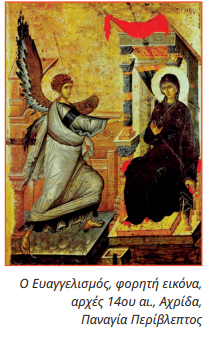 Ο Ευαγγελισμός, φορητή εικόνα,
αρχές 14ου αι., Αχρίδα,
Παναγία Περίβλεπτος